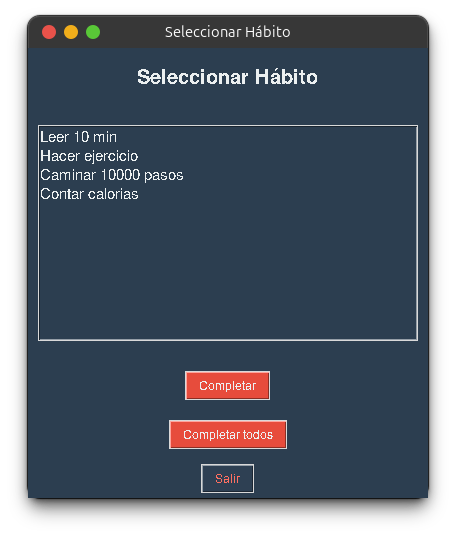 Seleccionar Hábito
Seleccionar Hábito
Leer 10 min
Hacer ejercicio
Caminar 10000 pasos
Contar calorias
Completar
Completar todos
Salir